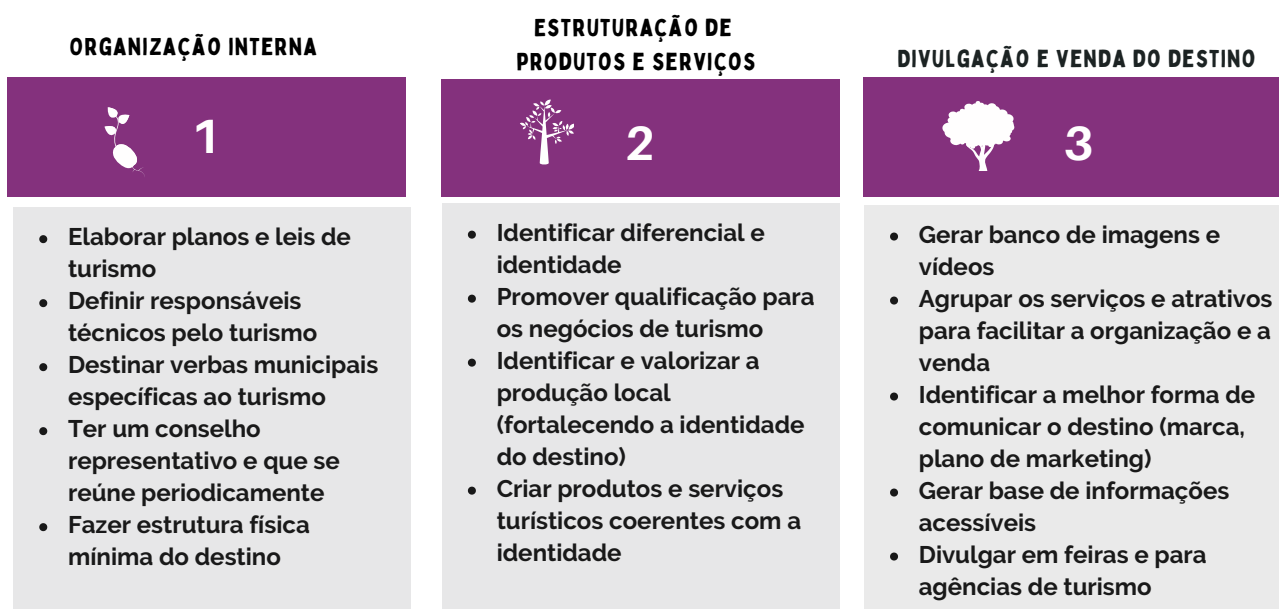 ORGANIZAÇÃO INTERNA
1
• Elaborar planos e leis de
turismo
• Definir responsáveis
técnicos pelo turismo
• Destinar verbas municipais
específicas ao turismo
• Ter um conselho
representativo e que se
reúne periodicamente
• Fazer estrutura física
mínima do destino
ESTRUTURAÇÃO DE
PRODUTOS E SERVIÇOS
2
• Identificar diferencial e
identidade
• Promover qualificação para
os negócios de turismo
• Identificar e valorizar a
produção local
(fortalecendo a identidade
do destino)
• Criar produtos e serviços
turísticos coerentes com a
identidade
DIVULGAÇÃO E VENDA DO DESTINO
3
• Gerar banco de imagens e
vídeos
• Agrupar os serviços e atrativos
para facilitar a organização e a
venda
• Identificar a melhor forma de
comunicar o destino (marca,
plano de marketing)
• Gerar base de informações
acessíveis
• Divulgar em feiras e para
agências de turismo